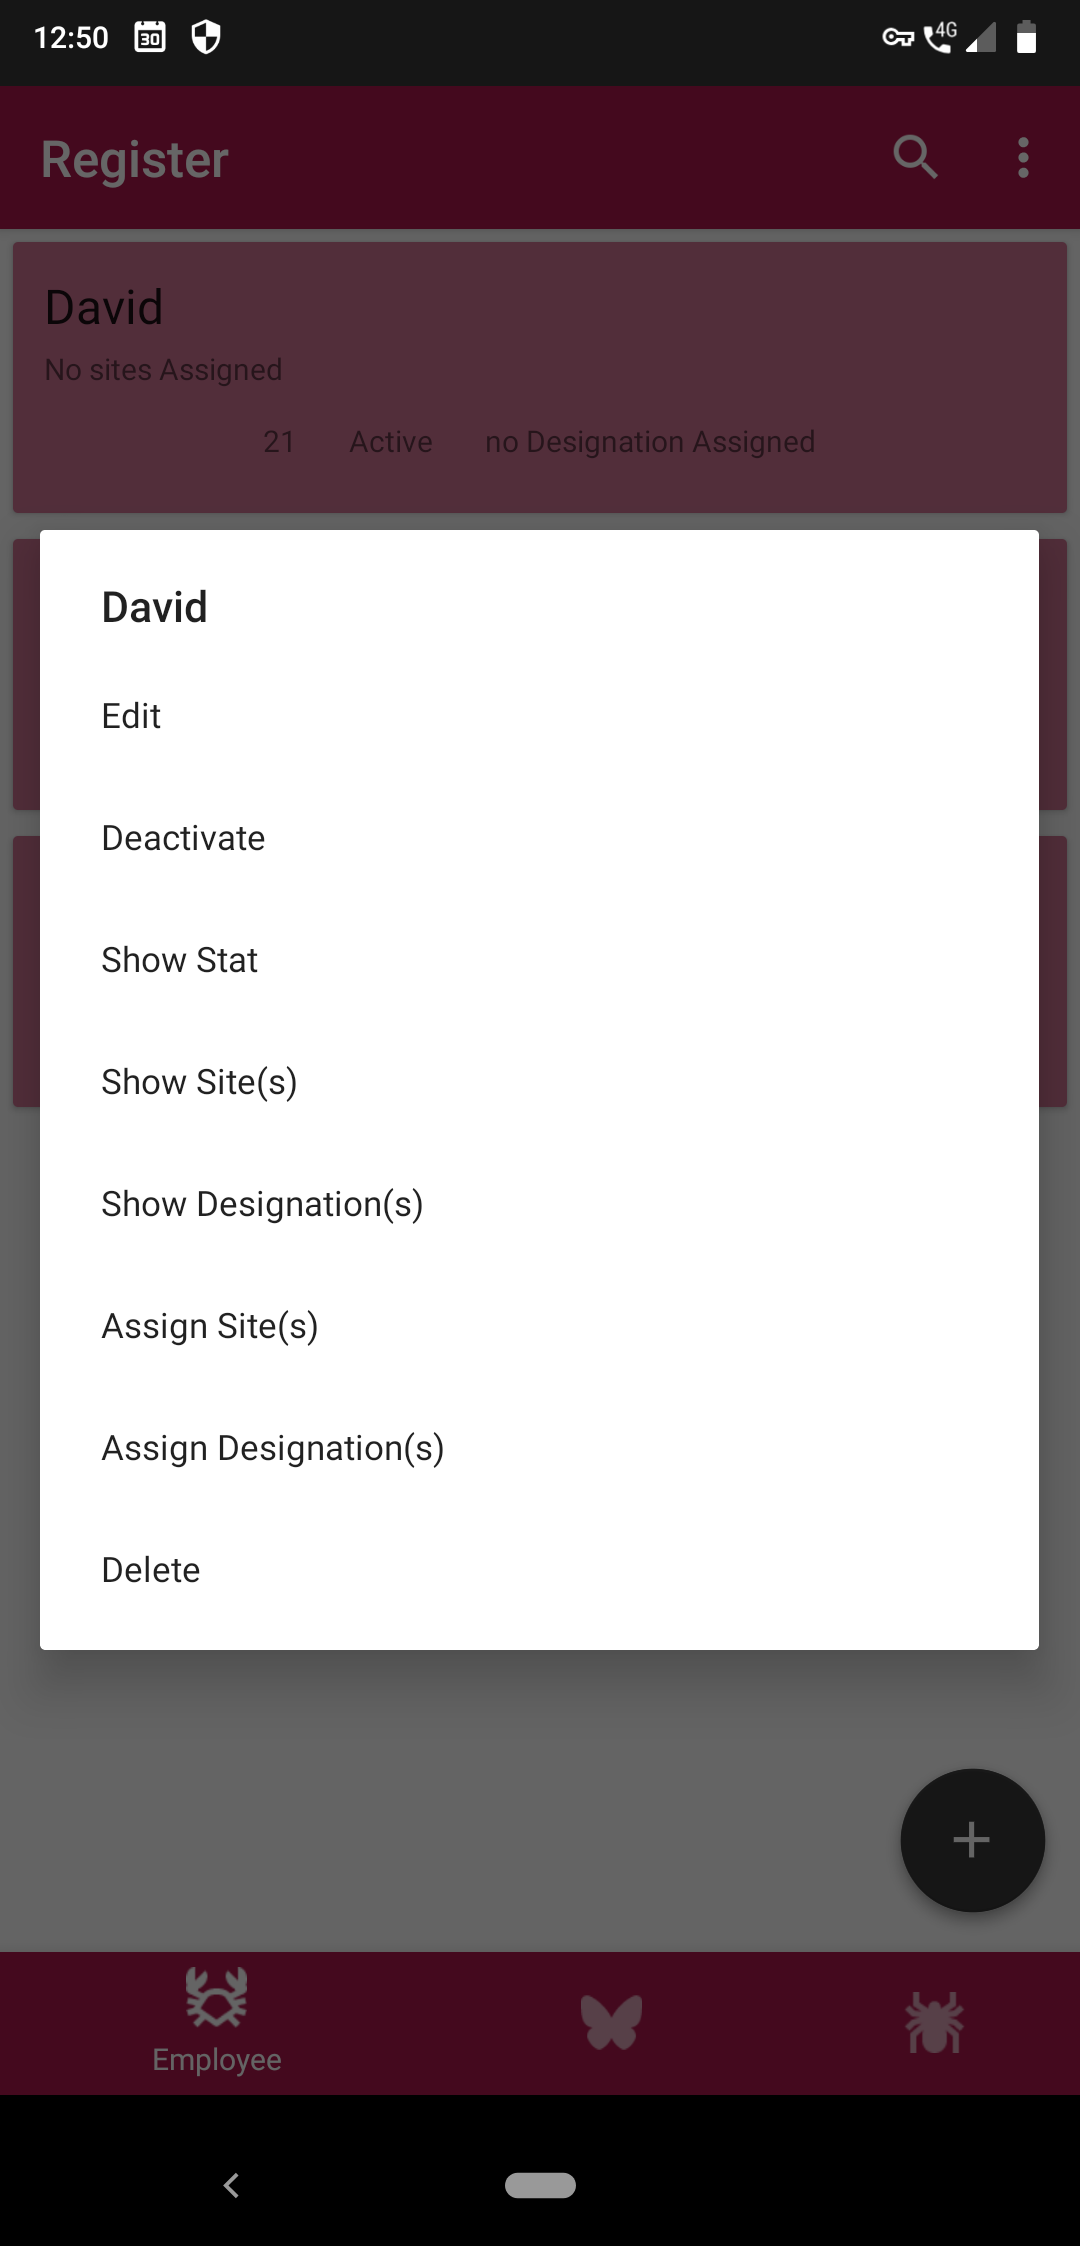 12:50
30
4G
Register
David
No sites Assigned
21 Active no Designation Assigned
David
Edit
Deactivate
Show Stat
Show Site(s)
Show Designation(s)
Assign Site(s)
Assign Designation(s)
Delete
Employee